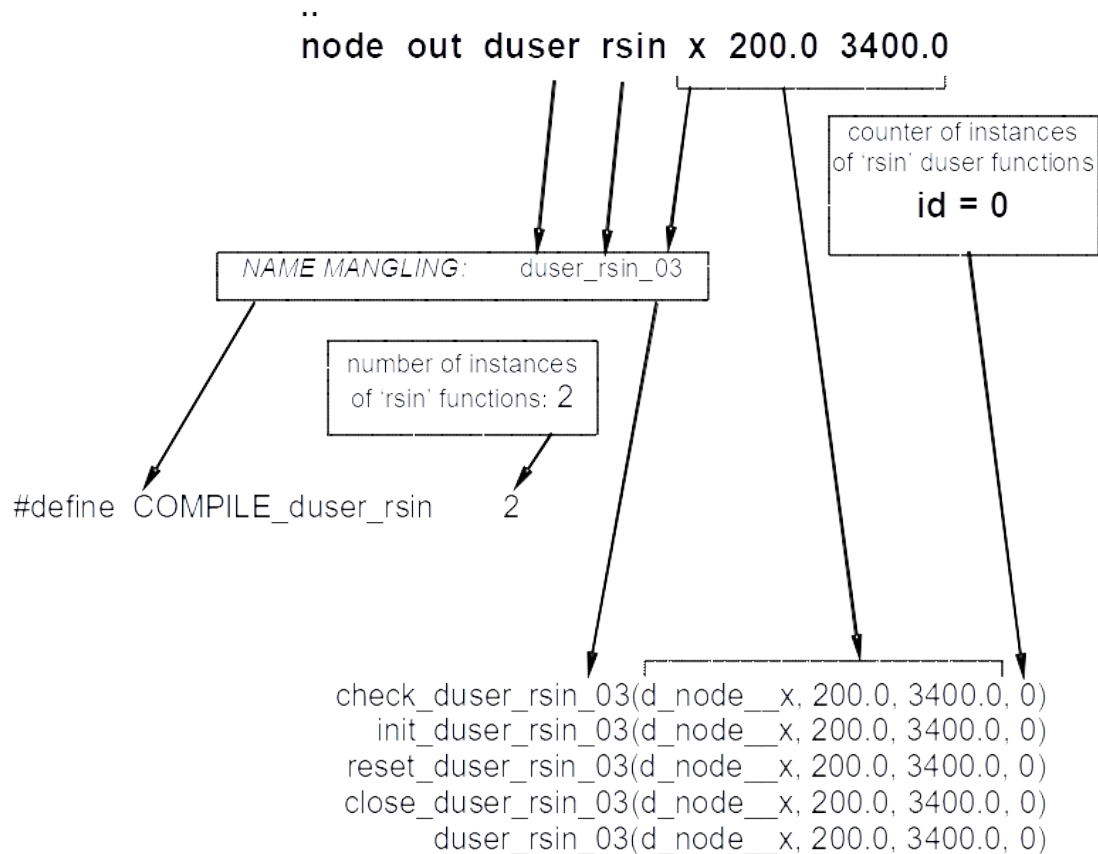 ..
node out duser rsin x 200.0 3400.0
counter of instances
of 'rsin' duser functions
id = 0
NAME MANGLING: duser_rsin_03
number of instances
of 'rsin' functions: 2
#define COMPILE_duser_rsin 2
check_duser_rsin_03(d_node__x, 200.0, 3400.0, 0)
init_duser_rsin_03(d_node__x, 200.0, 3400.0, 0)
reset_duser_rsin_03(d_node__x, 200.0, 3400.0, 0)
close_duser_rsin_03(d_node__x, 200.0, 3400.0, 0)
duser_rsin_03(d_node__x, 200.0, 3400.0, 0)